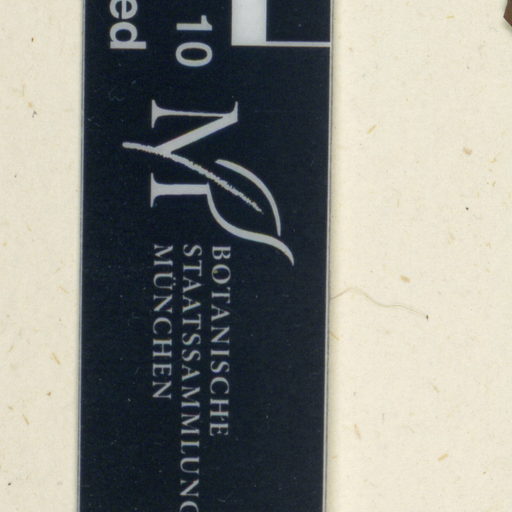 10
ed
BOTANISCHE
STAATSSAMMLUNG
MÜNCHEN